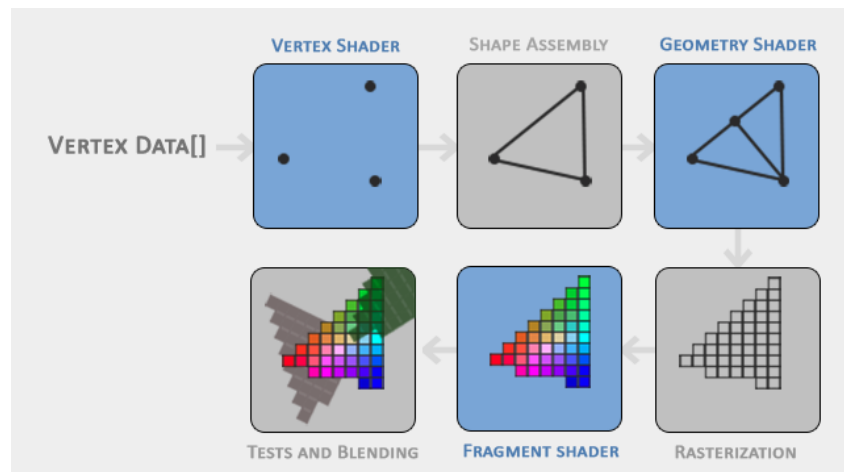 VERTEX SHADER
SHAPE ASSEMBLY
GEOMETRY SHADER
VERTEX DATA[]
TESTS AND BLENDING
FRAGMENT SHADER
RASTERIZATION